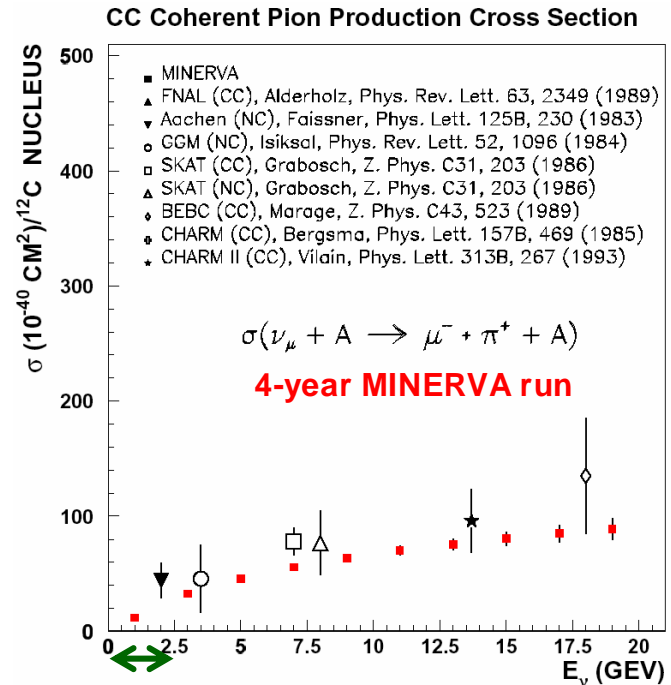 CC Coherent Pion Production Cross Section
σ (10⁻⁴⁰ CM²)/¹²C NUCLEUS
500
400
300
200
100
0
MINERVA
FNAL (CC), Alderholz, Phys. Rev. Lett. 63, 2349 (1989)
Aachen (NC), Faissner, Phys. Lett. 125B, 230 (1983)
GGM (NC), Isiksal, Phys. Rev. Lett. 52, 1096 (1984)
SKAT (CC), Grabosch, Z. Phys. C31, 203 (1986)
SKAT (NC), Grabosch, Z. Phys. C31, 203 (1986)
BEBC (CC), Marage, Z. Phys. C43, 523 (1989)
CHARM (CC), Bergsma, Phys. Lett. 157B, 469 (1985)
CHARM II (CC), Vilain, Phys. Lett. 313B, 267 (1993)
σ(ν_μ + A → μ⁻ + π⁺ + A)
4-year MINERVA run
0 2.5 5 7.5 10 12.5 15 17.5 20
E_ν (GEV)